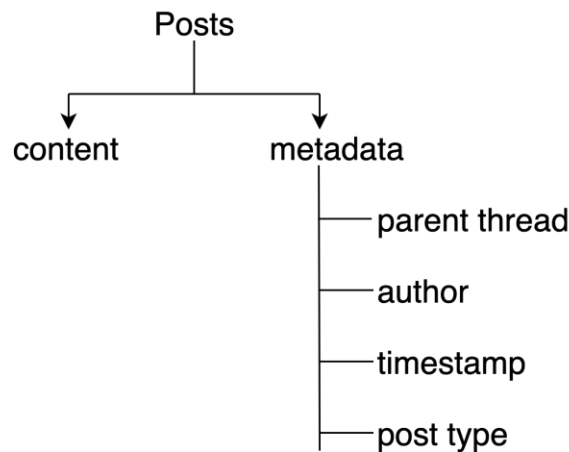 Posts
content
metadata
parent thread
author
timestamp
post type